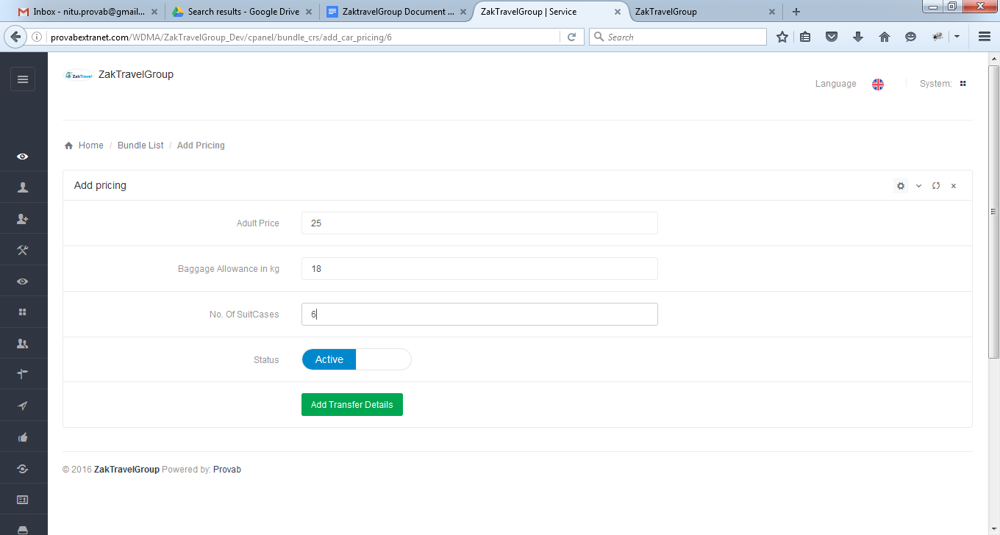 Inbox - nitu.provab@gmail...
Search results - Google Drive
ZaktravelGroup Document ...
ZakTravelGroup | Service
ZakTravelGroup
provabextranet.com/WDMA/ZakTravelGroup_Dev/cpanel/bundle_crs/add_car_pricing/6
Search
ZakTravel ZakTravelGroup
Language
System:
Home / Bundle List / Add Pricing
Add pricing
Adult Price 25
Baggage Allowance in kg 18
No. Of SuitCases 6
Status Active
Add Transfer Details
© 2016 ZakTravelGroup Powered by: Provab